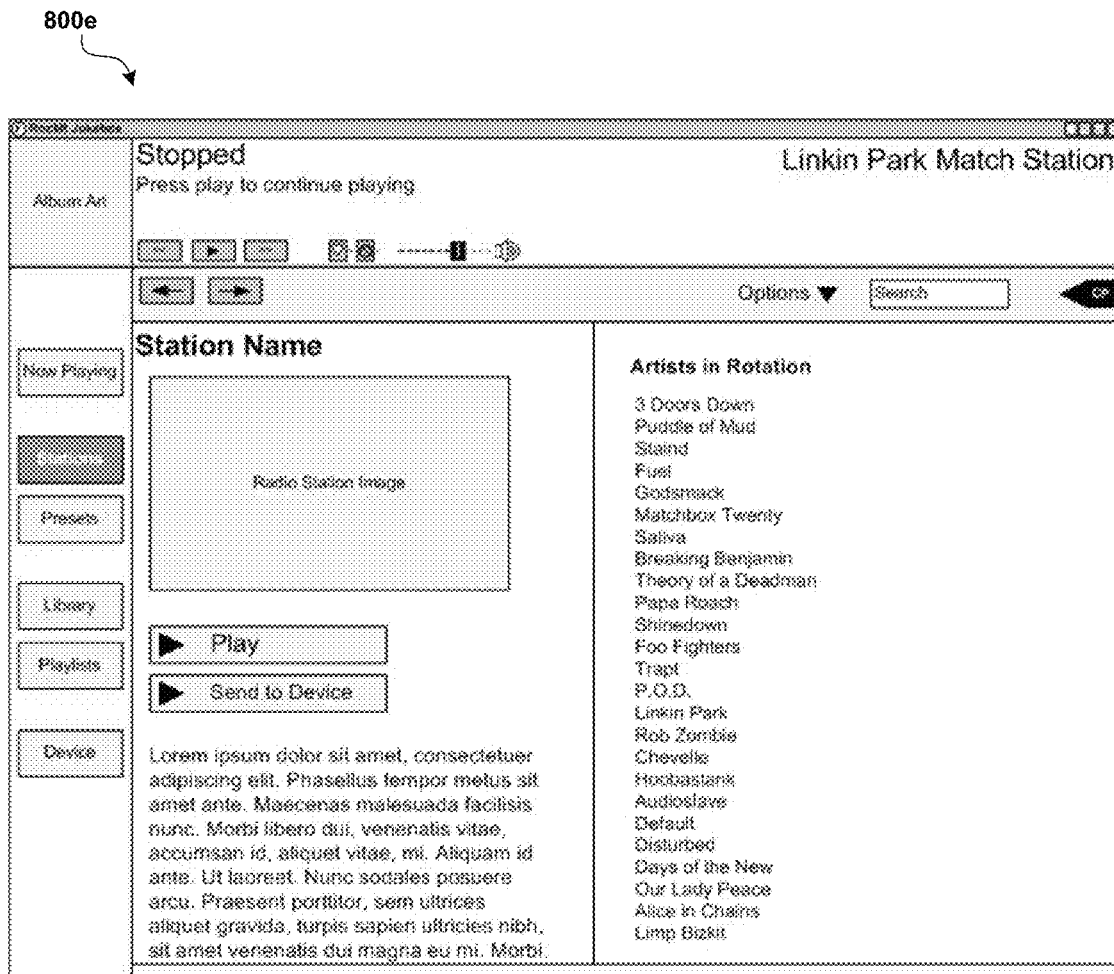 800e
Album Art
Stopped
Press play to continue playing
Linkin Park Match Station
Options
Search
Now Playing
Stations
Presets
Library
Playlists
Device
Station Name
Radio Station Image
Play
Send to Device
Lorem ipsum dolor sit amet, consectetuer
adipiscing elit. Phasellus tempor metus sit
amet ante. Maecenas malesuada facilisis
nunc. Morbi libero dui, venenatis vitae,
accumsan id, aliquet vitae, mi. Aliquam id
ante. Ut laoreet. Nunc sodales posuere
arcu. Praesent porttitor, sem ultrices
aliquet gravida, turpis sapien ultricies nibh,
sit amet venenatis dui magna eu mi. Morbi.
Artists in Rotation
3 Doors Down
Puddle of Mud
Staind
Fuel
Godsmack
Matchbox Twenty
Saliva
Breaking Benjamin
Theory of a Deadman
Papa Roach
Shinedown
Foo Fighters
Trapt
P.O.D.
Linkin Park
Rob Zombie
Chevelle
Hoobastank
Audioslave
Default
Disturbed
Days of the New
Our Lady Peace
Alice in Chains
Limp Bizkit